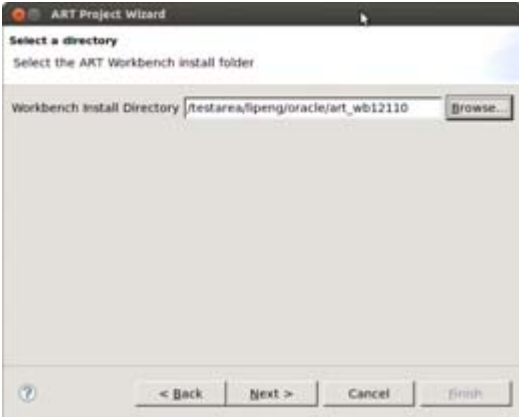 ART Project Wizard
Select a directory
Select the ART Workbench install folder
Workbench Install Directory /testarea/lipeng/oracle/art_wb12110 Browse...
< Back Next > Cancel Finish